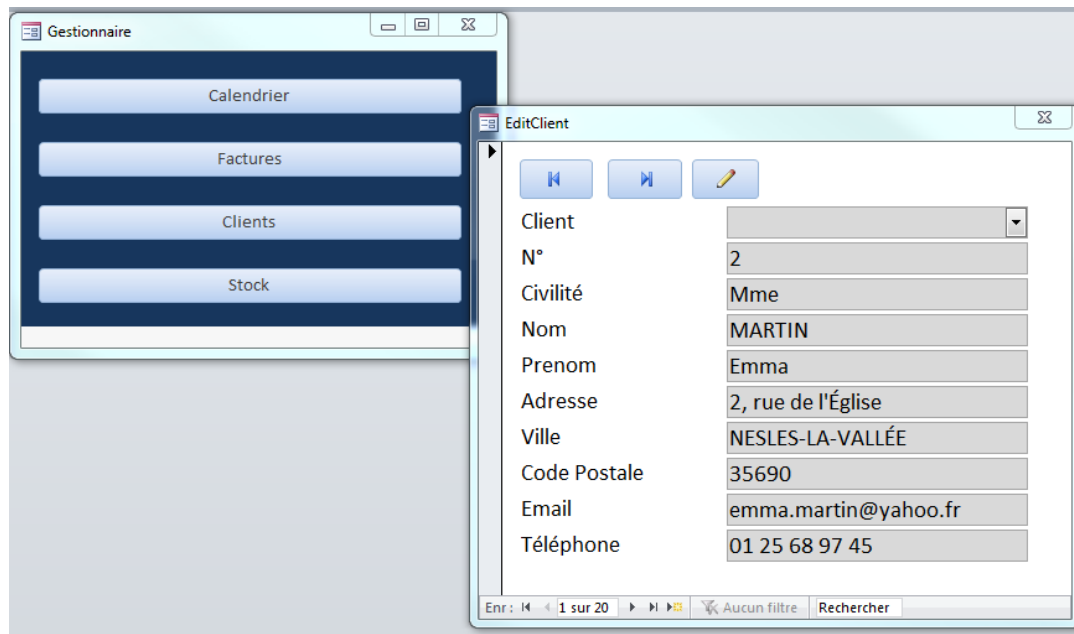 Gestionnaire
Calendrier
Factures
Clients
Stock
EditClient
Client
N° 2
Civilité Mme
Nom MARTIN
Prenom Emma
Adresse 2, rue de l'Église
Ville NESLES-LA-VALLÉE
Code Postale 35690
Email emma.martin@yahoo.fr
Téléphone 01 25 68 97 45
Enr : 1 sur 20 Aucun filtre Rechercher